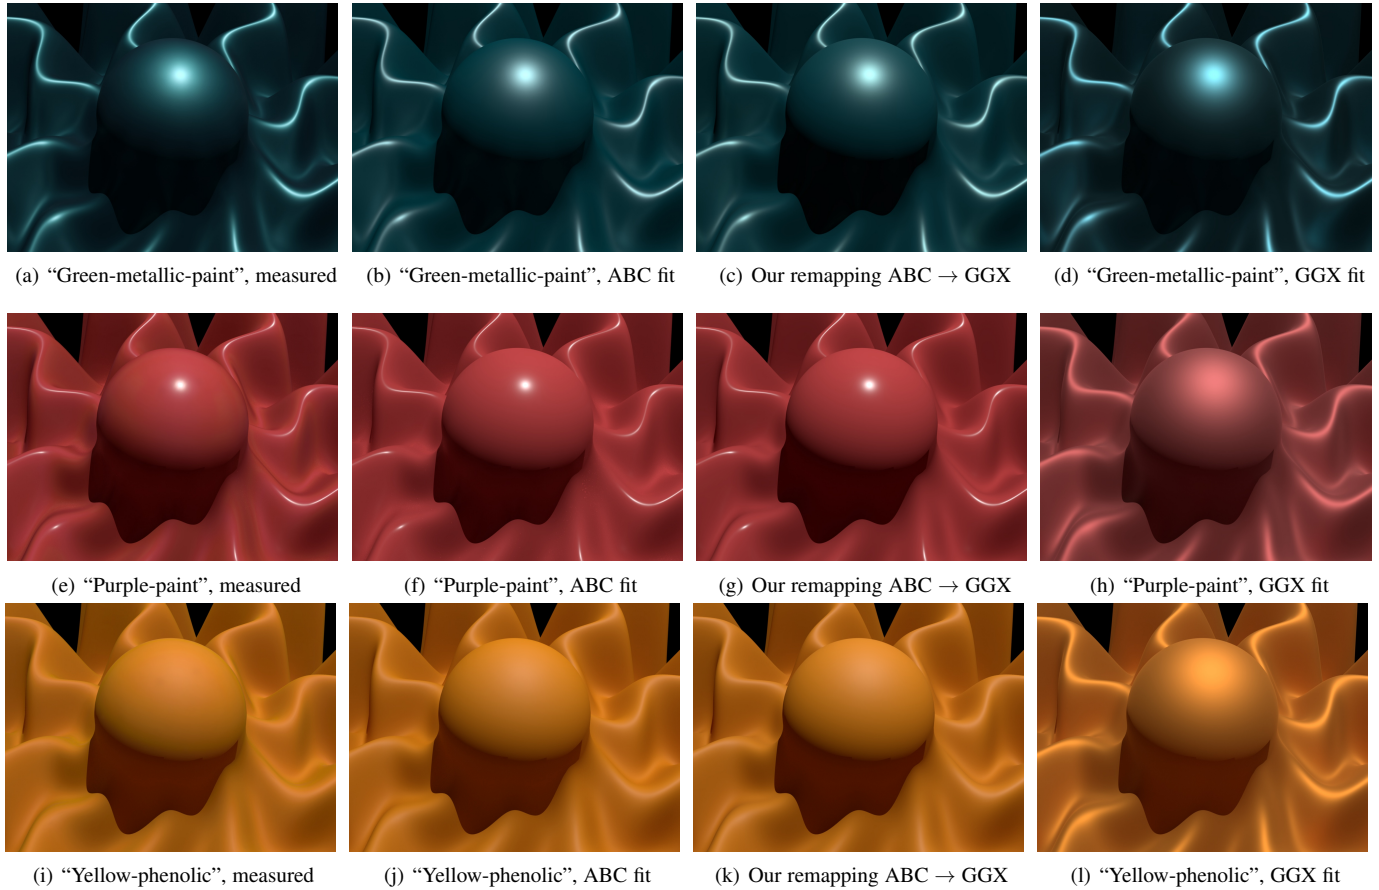 (a) “Green-metallic-paint”, measured
(b) “Green-metallic-paint”, ABC fit
(c) Our remapping ABC → GGX
(d) “Green-metallic-paint”, GGX fit
(e) “Purple-paint”, measured
(f) “Purple-paint”, ABC fit
(g) Our remapping ABC → GGX
(h) “Purple-paint”, GGX fit
(i) “Yellow-phenolic”, measured
(j) “Yellow-phenolic”, ABC fit
(k) Our remapping ABC → GGX
(l) “Yellow-phenolic”, GGX fit